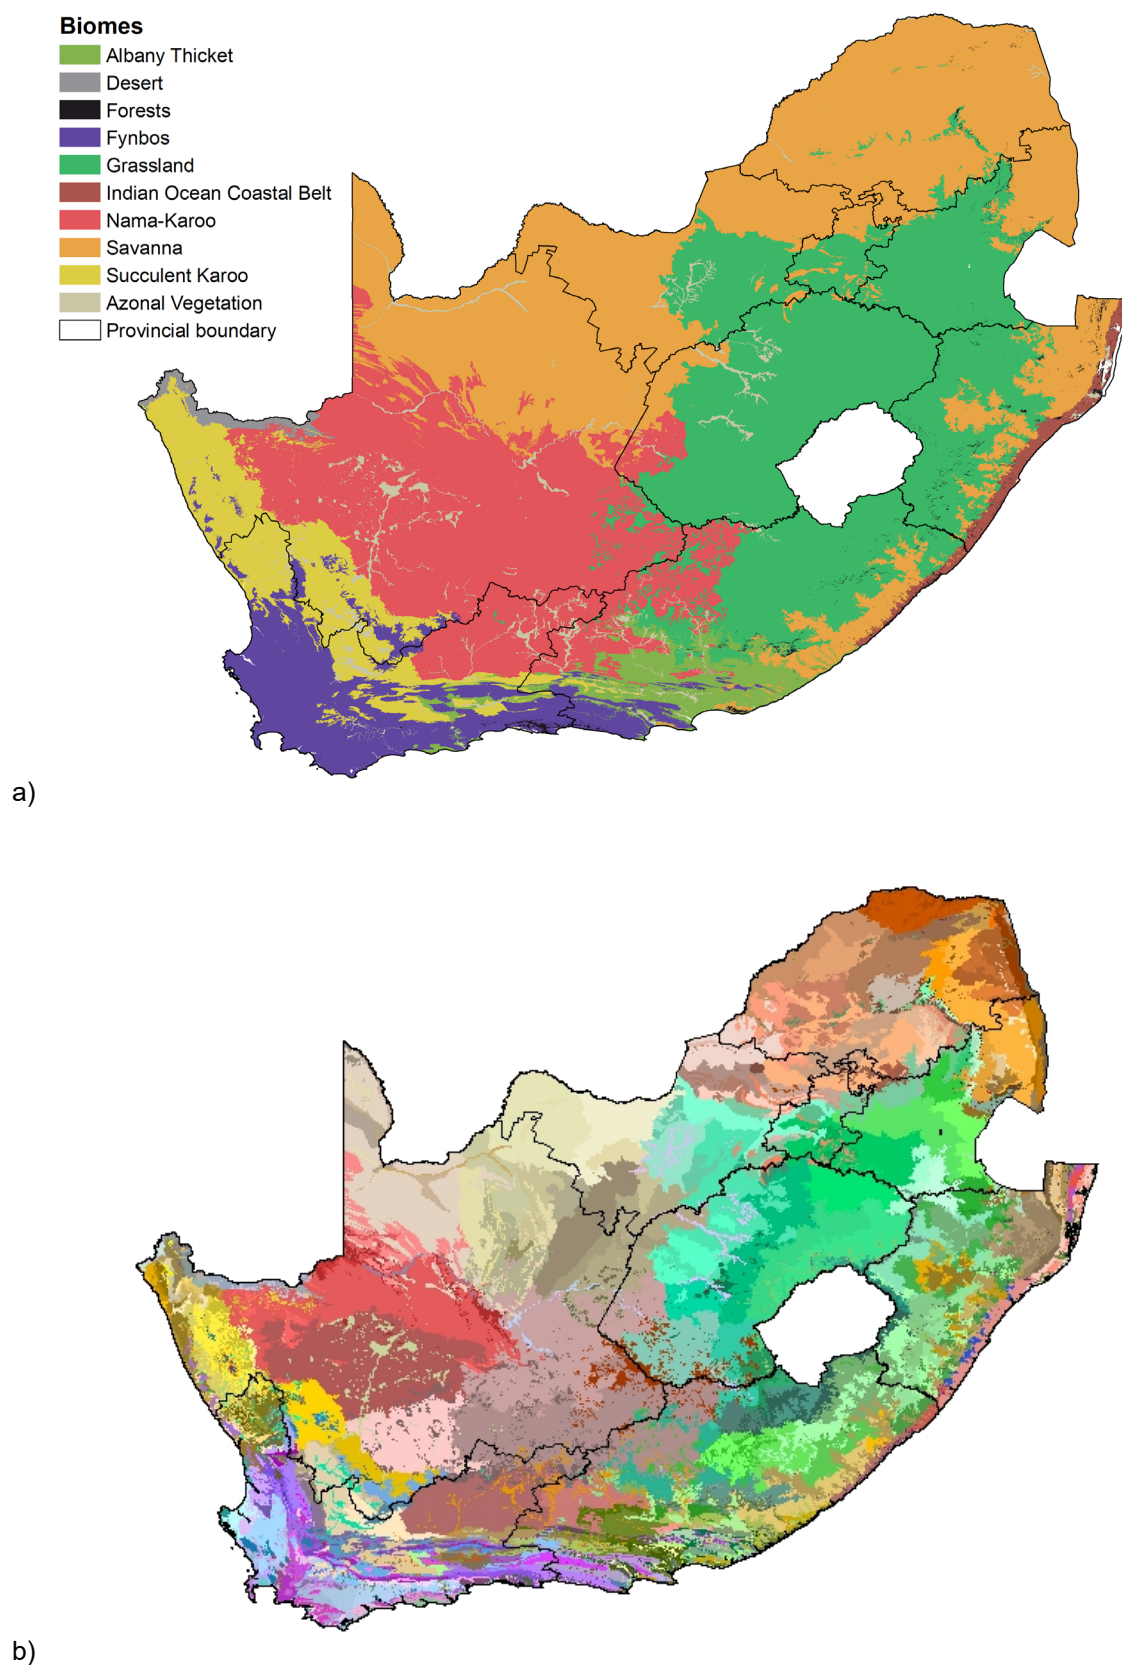 Biomes
Albany Thicket
Desert
Forests
Fynbos
Grassland
Indian Ocean Coastal Belt
Nama-Karoo
Savanna
Succulent Karoo
Azonal Vegetation
Provincial boundary
a)
b)